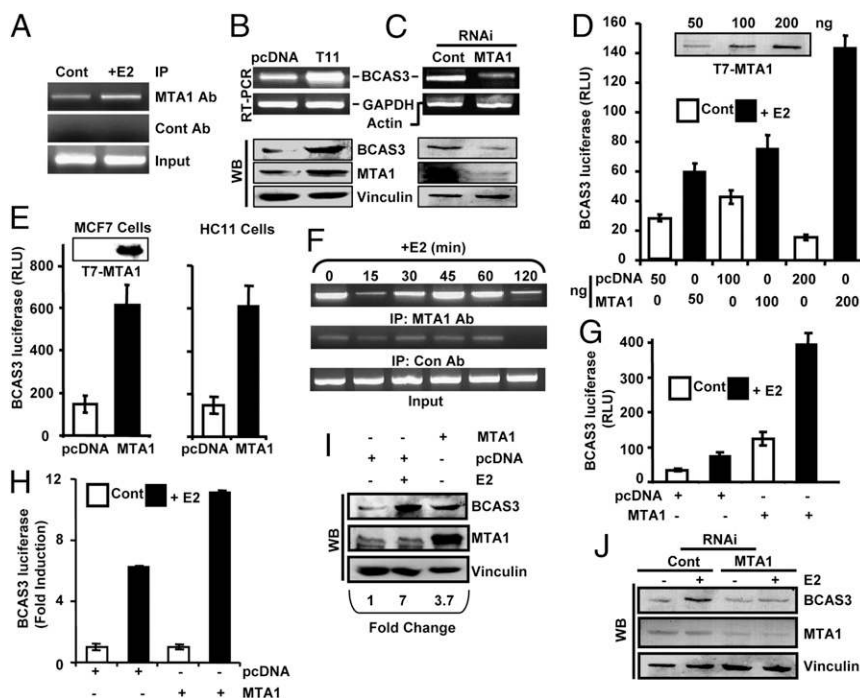 A
Cont +E2 IP
MTA1 Ab
Cont Ab
Input
B
pcDNA T11
RT-PCR
BCAS3
GAPDH
Actin
WB
BCAS3
MTA1
Vinculin
C
RNAi
Cont MTA1
D
50 100 200 ng
T7-MTA1
Cont + E2
BCAS3 luciferase (RLU)
160
140
120
100
80
60
40
20
0
ng
pcDNA 50 0 100 0 200 0
MTA1 0 50 0 100 0 200
E
MCF7 Cells
T7-MTA1
BCAS3 luciferase (RLU)
800
600
400
200
0
pcDNA MTA1
HC11 Cells
pcDNA MTA1
F
+E2 (min)
0 15 30 45 60 120
IP: MTA1 Ab
IP: Con Ab
Input
G
BCAS3 luciferase
(RLU)
400
300
200
100
0
Cont + E2
pcDNA + + - -
MTA1 - - + +
H
BCAS3 luciferase
(Fold Induction)
12
9
6
3
0
Cont + E2
+ + - - pcDNA
- - + + MTA1
I
- - + MTA1
+ + - pcDNA
- + - E2
WB
BCAS3
MTA1
Vinculin
1 7 3.7
Fold Change
J
RNAi
Cont MTA1
- + - + E2
WB
BCAS3
MTA1
Vinculin